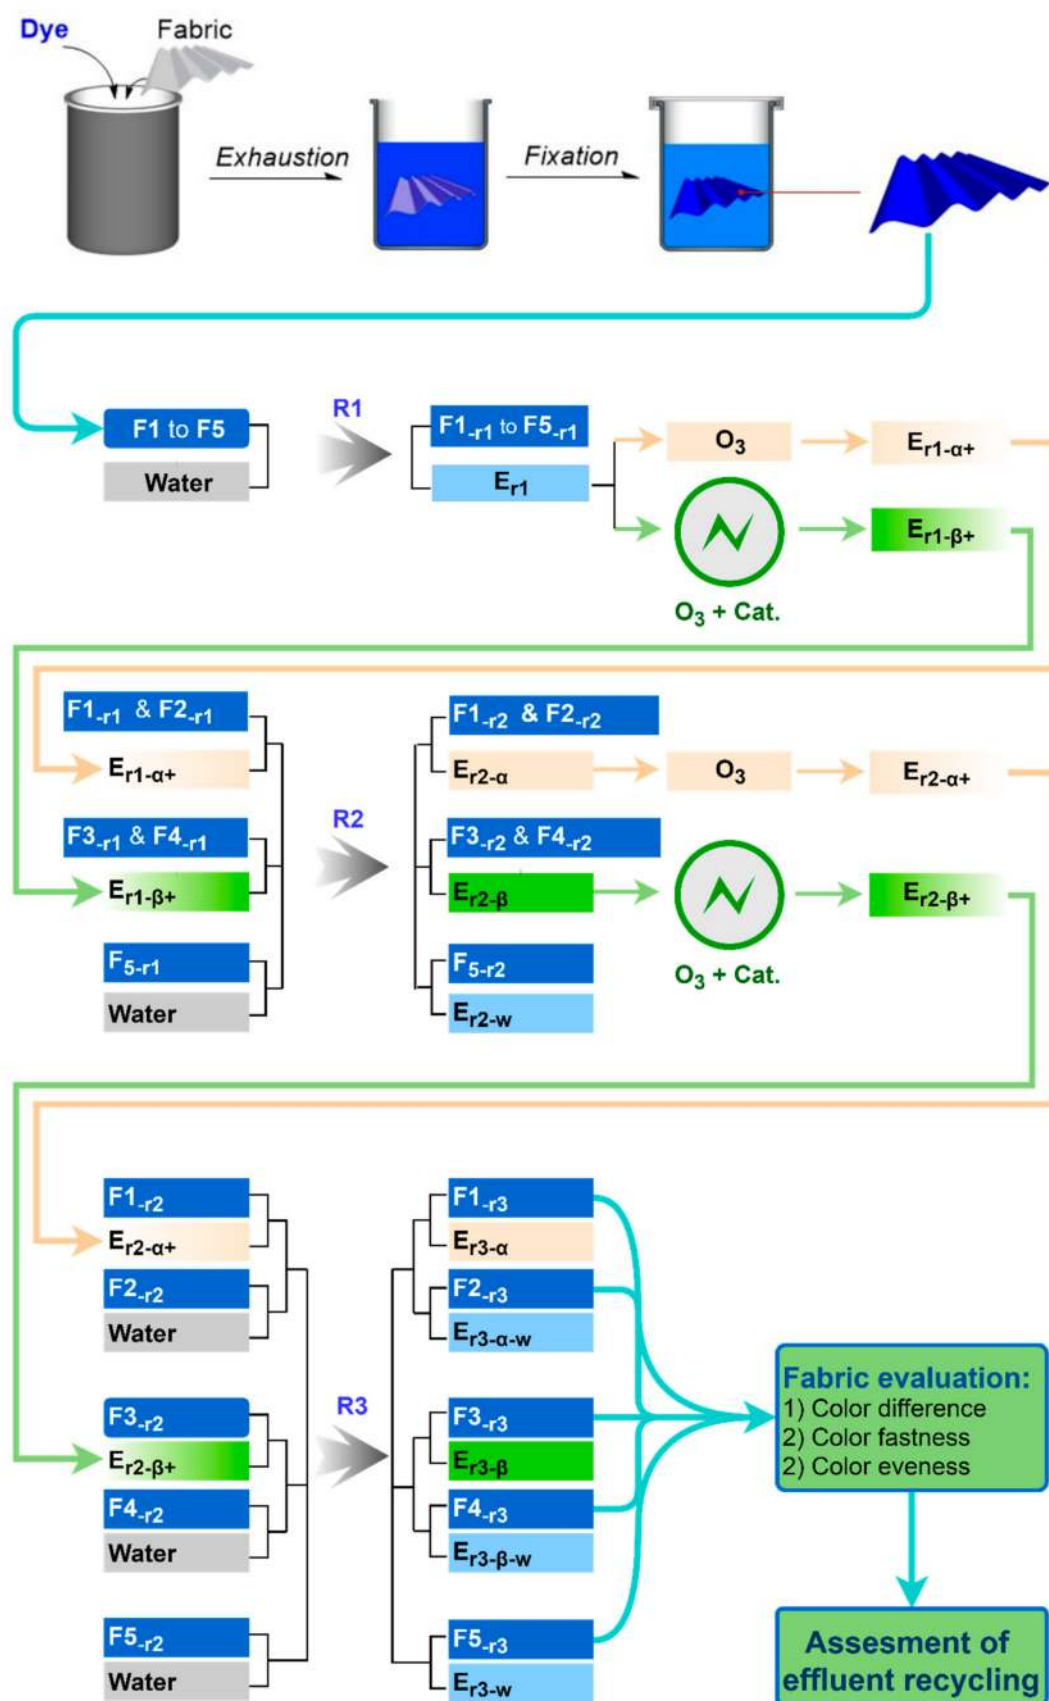 Dye
Fabric
Exhaustion
Fixation
F1 to F5
Water
R1
F1-r1 to F5-r1
Er1
O3
Er1-α+
O3 + Cat.
Er1-β+
F1-r1 & F2-r1
Er1-α+
F3-r1 & F4-r1
Er1-β+
F5-r1
Water
R2
F1-r2 & F2-r2
Er2-α
F3-r2 & F4-r2
Er2-β
F5-r2
Er2-w
O3
Er2-α+
O3 + Cat.
Er2-β+
F1-r2
Er2-α+
F2-r2
Water
F3-r2
Er2-β+
F4-r2
Water
F5-r2
Water
R3
F1-r3
Er3-α
F2-r3
Er3-α-w
F3-r3
Er3-β
F4-r3
Er3-β-w
F5-r3
Er3-w
Fabric evaluation:
1) Color difference
2) Color fastness
2) Color eveness
Assesment of
effluent recycling